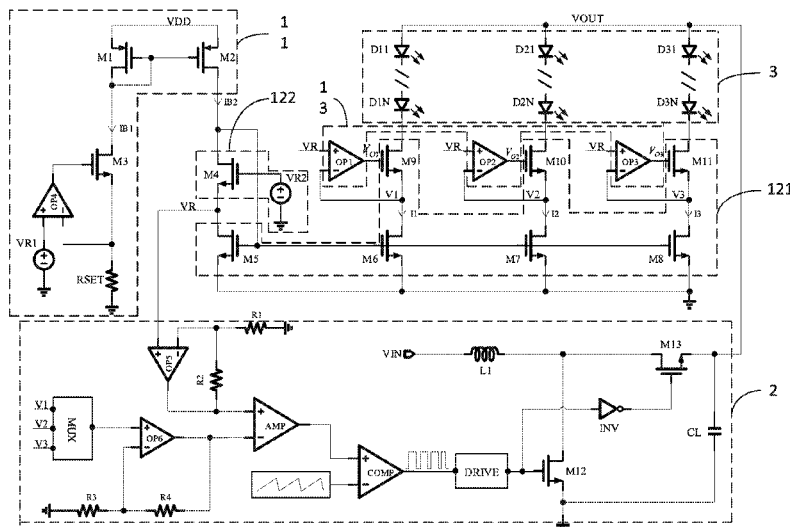 VDD
1
1
M1
M2
IB1
IB2
M3
OP4
VR1
RSET
122
M4
VR2
VR
M5
1
3
VOUT
D11
D21
D31
D1N
D2N
D3N
3
VR
OP1
VO1
M9
VR
OP2
VO2
M10
VR
OP3
VO3
M11
V1
V2
V3
I1
I2
I3
121
M6
M7
M8
R1
OP5
R2
VIN
L1
M13
V1
V2
V3
MUX
OP6
AMP
COMP
DRIVE
INV
M12
CL
2
R3
R4